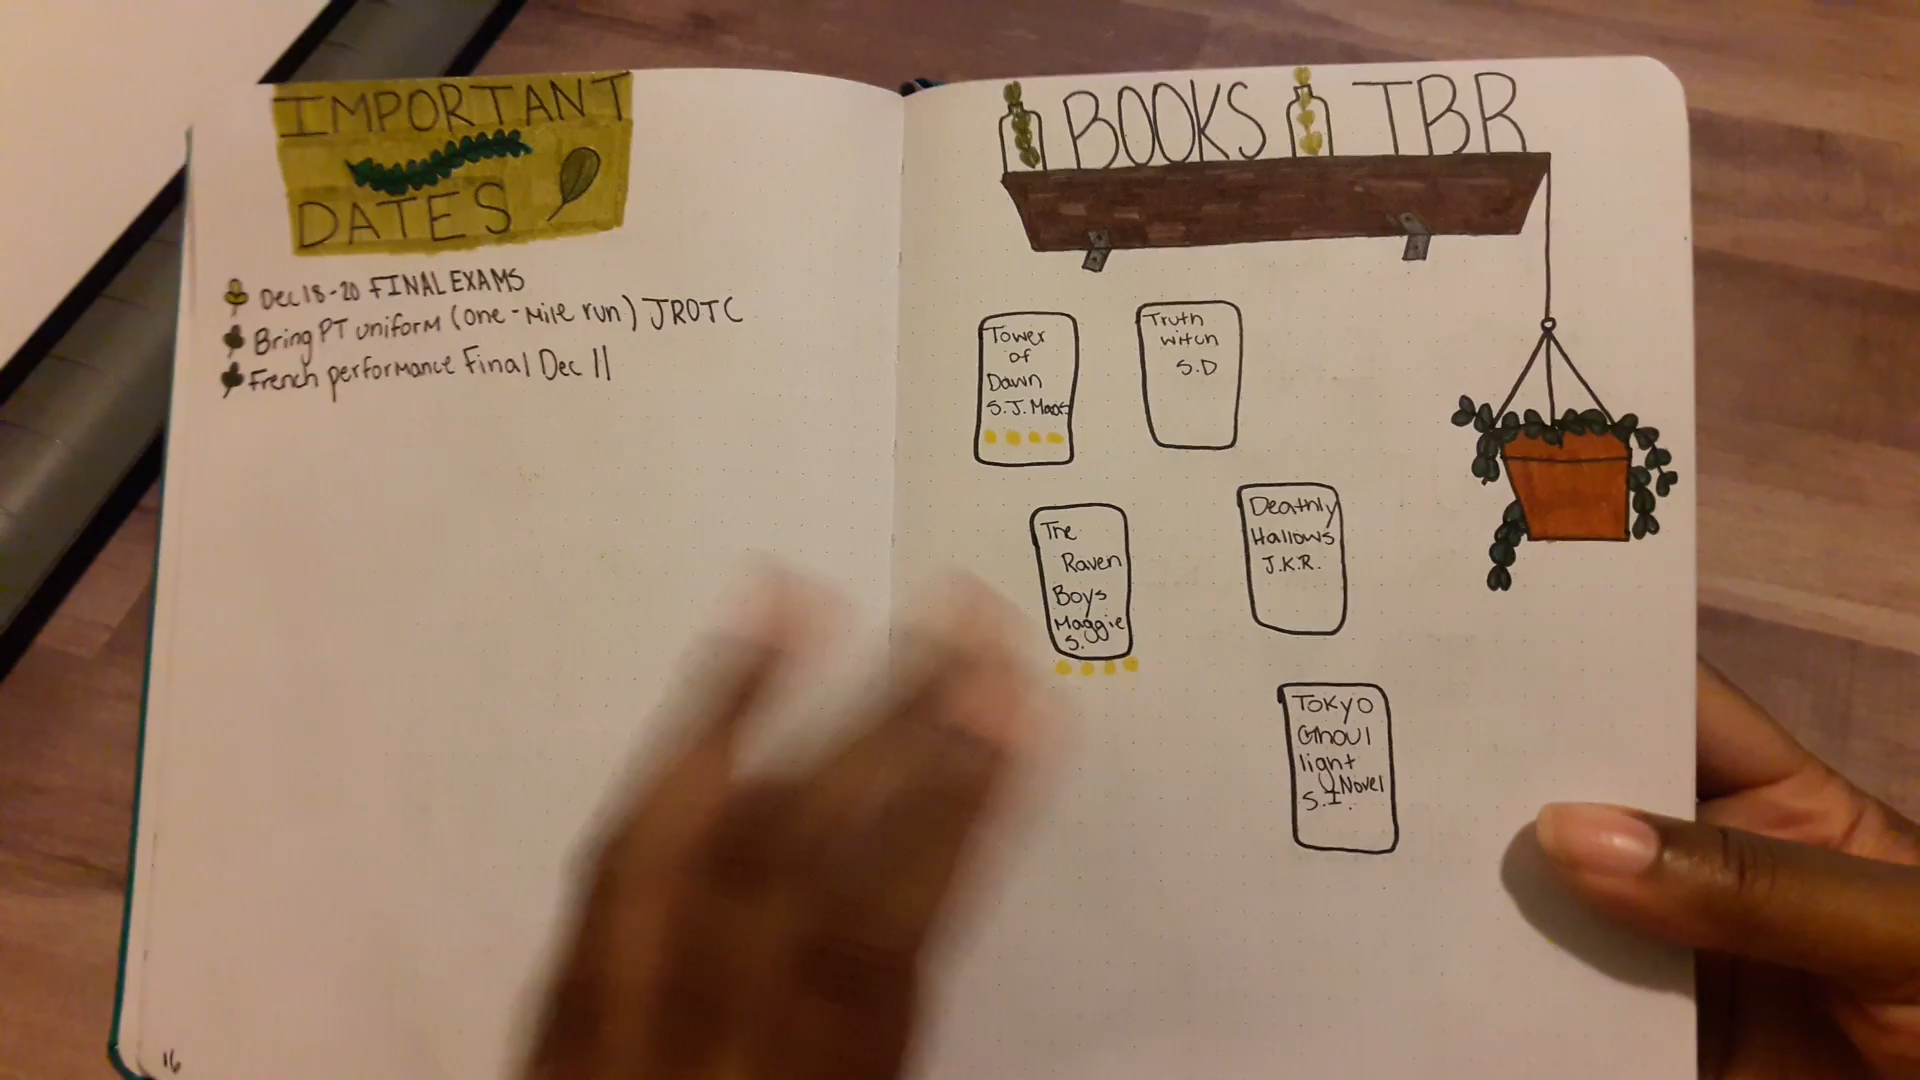 IMPORTANT
DATES
Dec 18-20 FINAL EXAMS
Bring PT uniform (one-mile run) JROTC
French performance Final Dec 11
16
BOOKS TBR
Tower
of
Dawn
S.J. Maas
Truth
witch
S.D
The
Raven
Boys
Maggie
S.
Deathly
Hallows
J.K.R.
Tokyo
Ghoul
light
Novel
S.I.